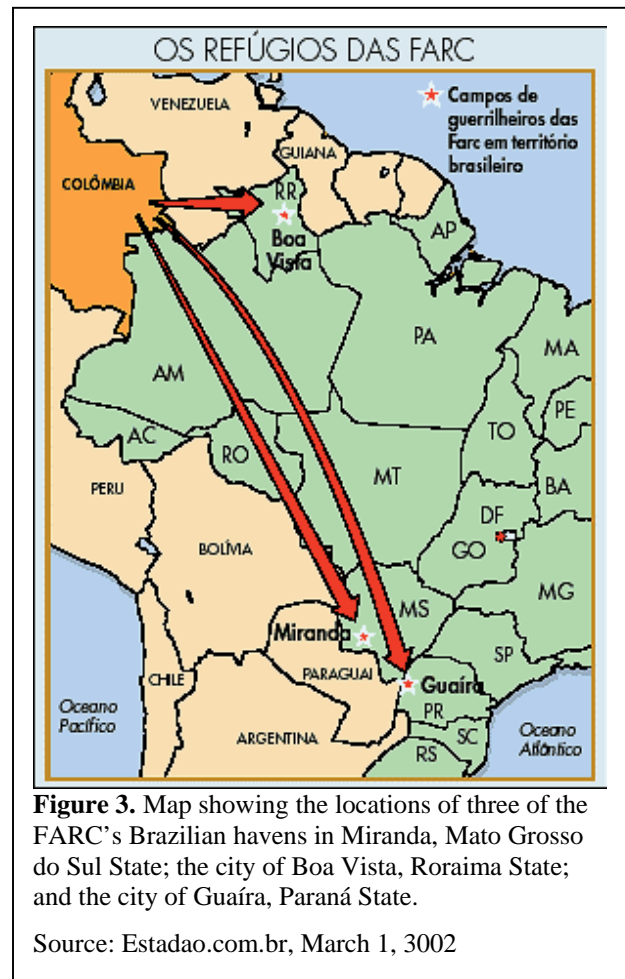 OS REFÚGIOS DAS FARC
VENEZUELA
Campos de
guerrilheiros das
Farc em território
brasileiro
GUIANA
COLÔMBIA
RR
Boa
Vista
AP
AM
PA
MA
AC
RO
TO
PE
PERU
MT
BA
DF
GO
BOLÍVIA
MG
MS
Miranda
SP
PARAGUAI
Guaíra
CHILE
PR
Oceano
Pacífico
SC
Oceano
Atlântico
ARGENTINA
RS
Figure 3. Map showing the locations of three of the
FARC’s Brazilian havens in Miranda, Mato Grosso
do Sul State; the city of Boa Vista, Roraima State;
and the city of Guaíra, Paraná State.
Source: Estadao.com.br, March 1, 3002